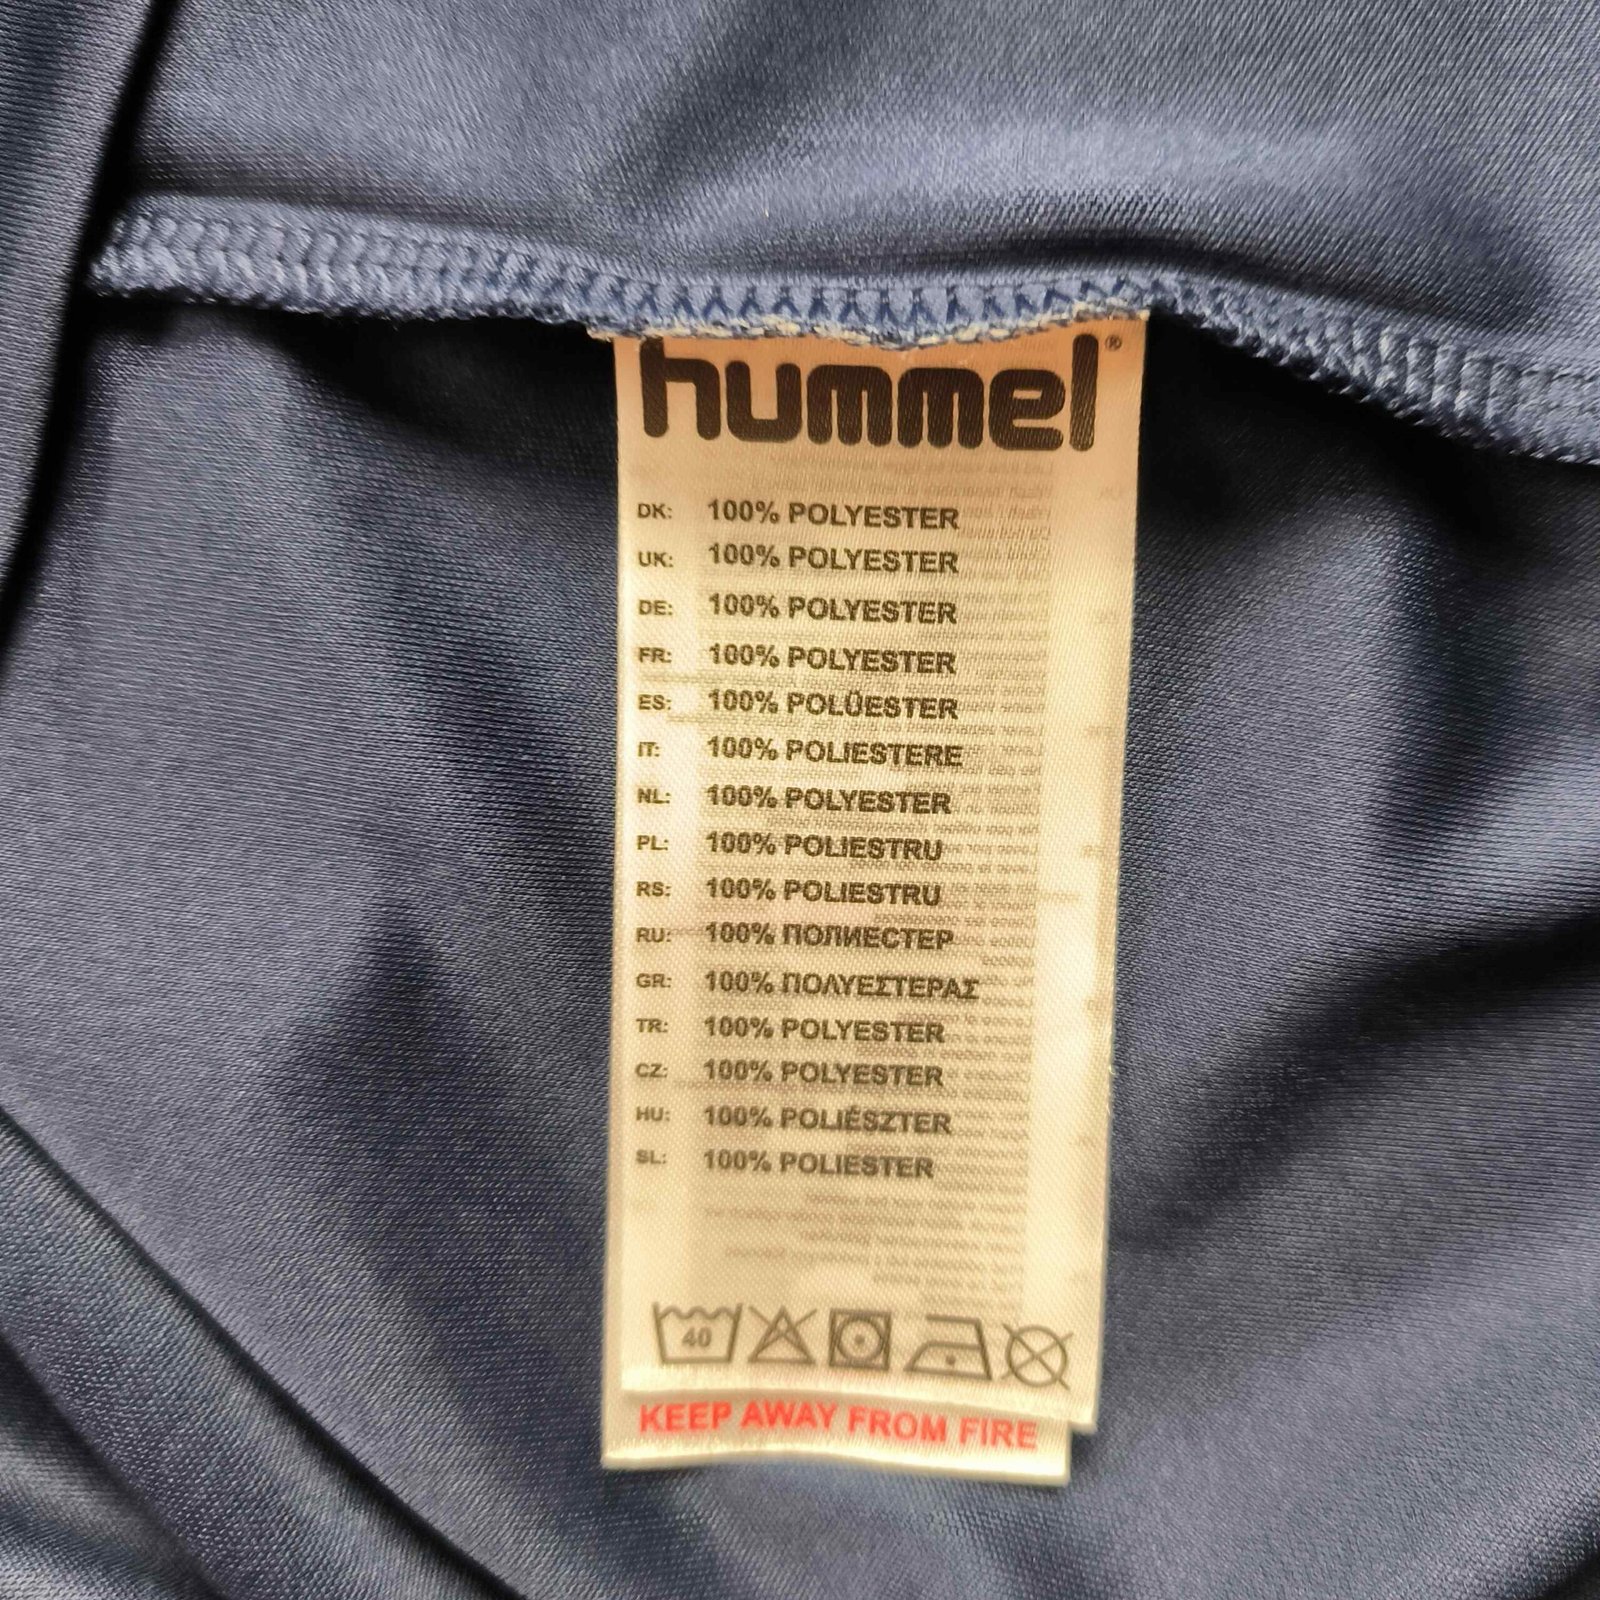 hummel®
DK: 100% POLYESTER
UK: 100% POLYESTER
DE: 100% POLYESTER
FR: 100% POLYESTER
ES: 100% POLÜESTER
IT: 100% POLIESTERE
NL: 100% POLYESTER
PL: 100% POLIESTRU
RS: 100% POLIESTRU
RU: 100% ПОЛИЕСТЕР
GR: 100% ΠΟΛΥΕΣΤΕΡΑΣ
TR: 100% POLYESTER
CZ: 100% POLYESTER
HU: 100% POLIÉSZTER
SL: 100% POLIESTER
40
KEEP AWAY FROM FIRE